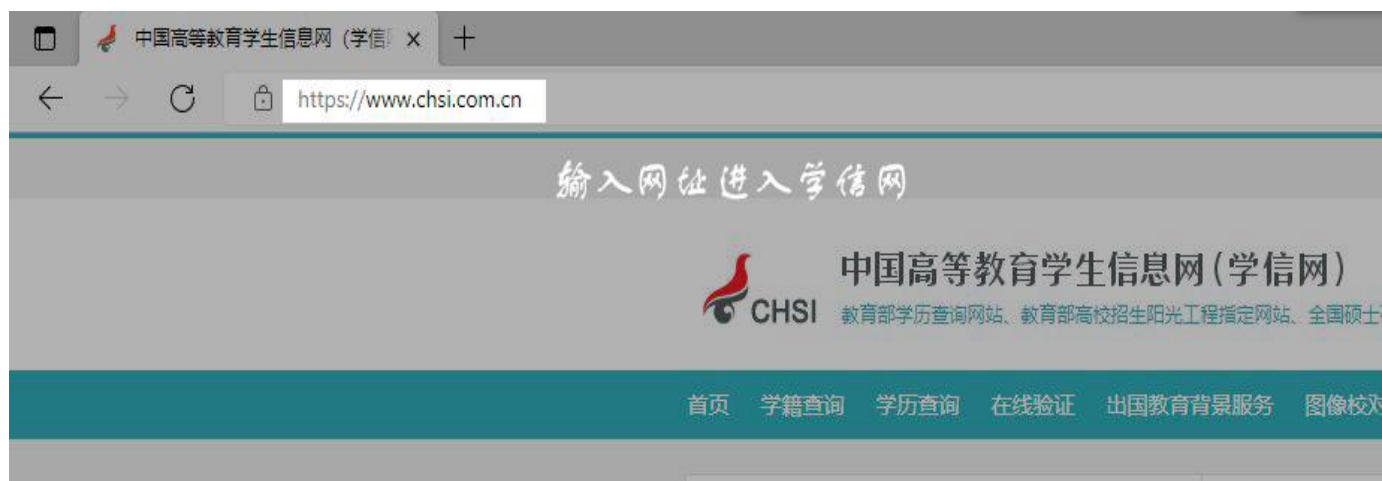 中国高等教育学生信息网（学信
https://www.chsi.com.cn
输入网址进入学信网
中国高等教育学生信息网(学信网)
CHSI
教育部学历查询网站、教育部高校招生阳光工程指定网站、全国硕士
首页 学籍查询 学历查询 在线验证 出国教育背景服务 图像校对